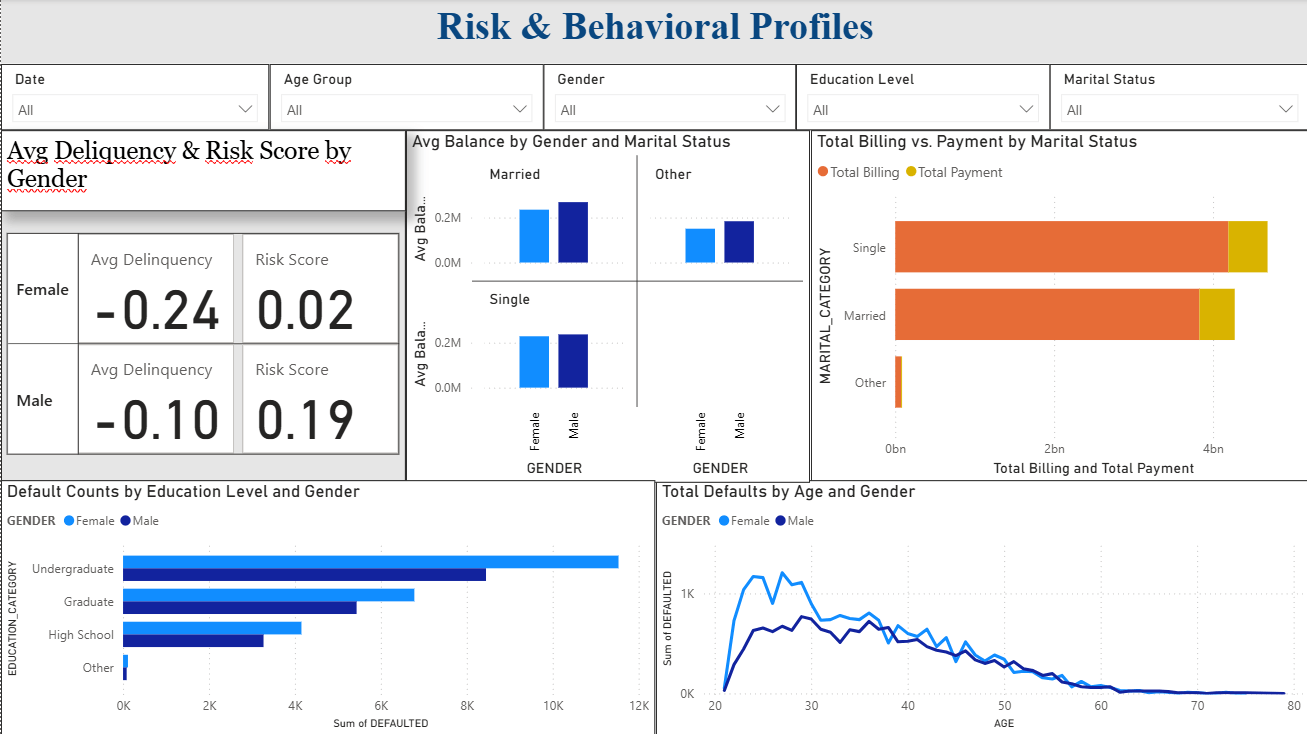 Risk & Behavioral Profiles
Date
All
Age Group
All
Gender
All
Education Level
All
Marital Status
All
Avg Deliquency & Risk Score by
Gender
Female
Avg Delinquency
-0.24
Risk Score
0.02
Male
Avg Delinquency
-0.10
Risk Score
0.19
Avg Balance by Gender and Marital Status
Married
Other
Avg Bala...
0.2M
0.0M
Single
Avg Bala...
0.2M
0.0M
Female
Male
Female
Male
GENDER
GENDER
Total Billing vs. Payment by Marital Status
Total Billing
Total Payment
MARITAL_CATEGORY
Single
Married
Other
0bn
2bn
4bn
Total Billing and Total Payment
Default Counts by Education Level and Gender
GENDER Female Male
EDUCATION_CATEGORY
Undergraduate
Graduate
High School
Other
0K
2K
4K
6K
8K
10K
12K
Sum of DEFAULTED
Total Defaults by Age and Gender
GENDER Female Male
Sum of DEFAULTED
1K
0K
20
30
40
50
60
70
80
AGE